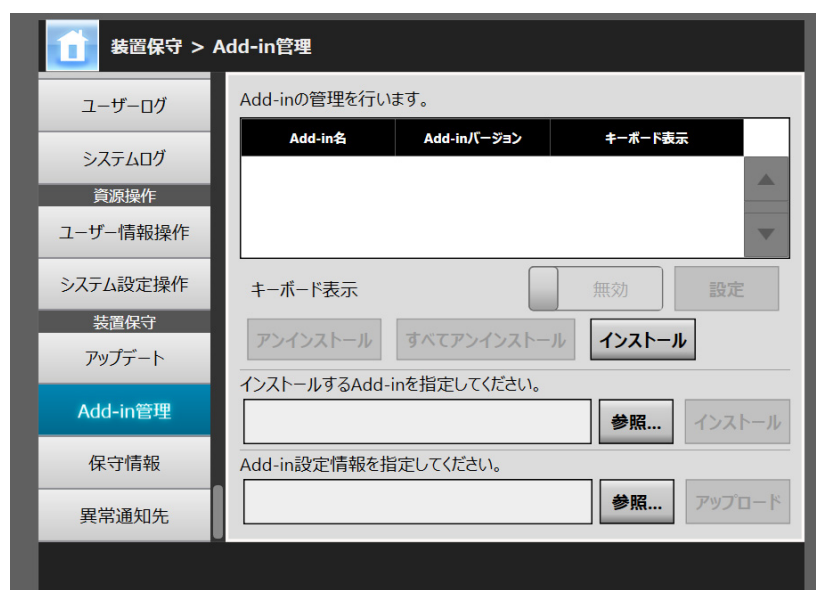 装置保守 > Add-in管理
ユーザーログ
システムログ
資源操作
ユーザー情報操作
システム設定操作
装置保守
アップデート
Add-in管理
保守情報
異常通知先
Add-inの管理を行います。
Add-in名 Add-inバージョン キーボード表示
キーボード表示 無効 設定
アンインストール すべてアンインストール インストール
インストールするAdd-inを指定してください。
参照... インストール
Add-in設定情報を指定してください。
参照... アップロード